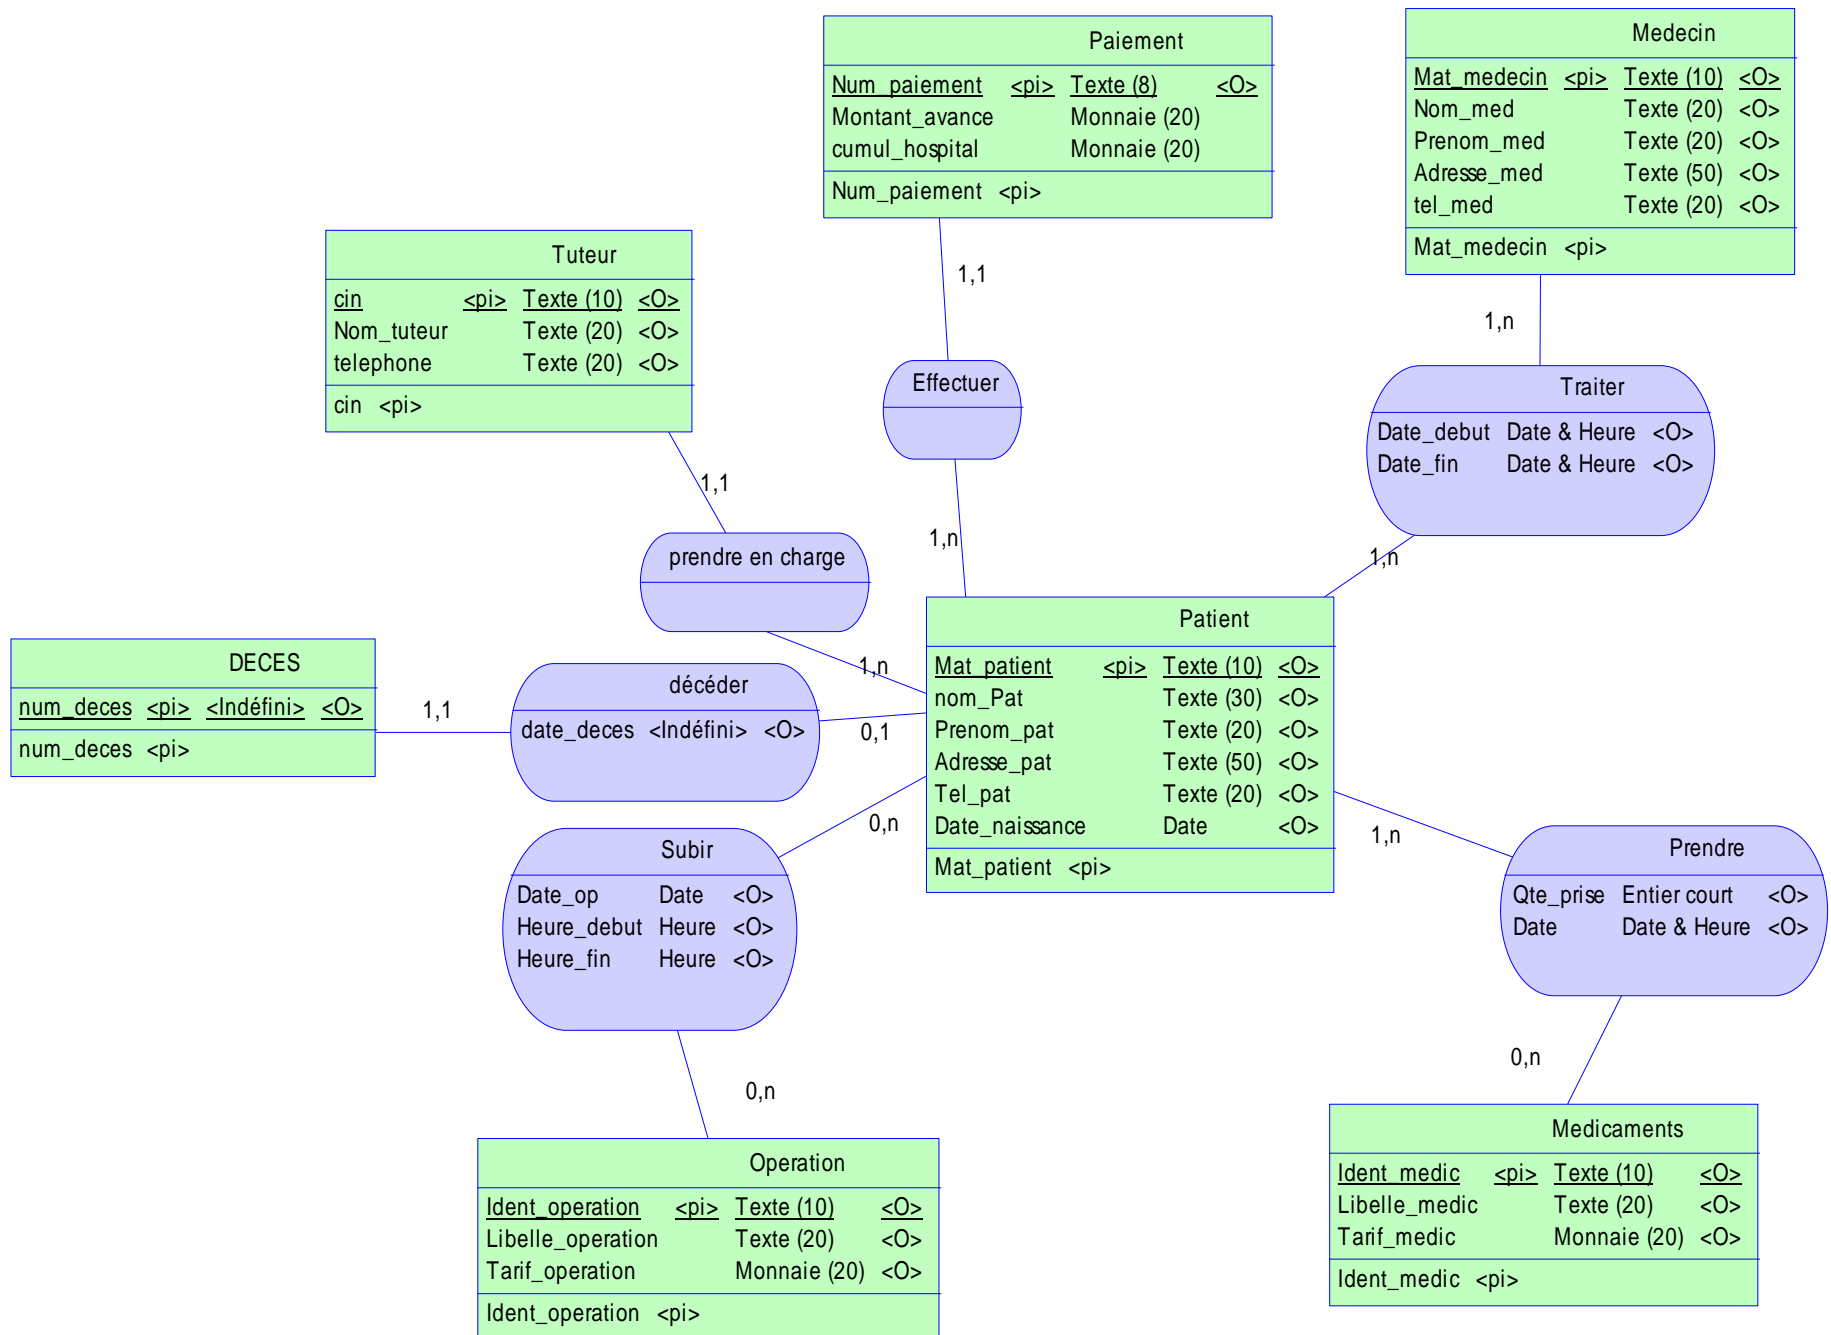 Paiement
Num_paiement <pi> Texte (8) <O>
Montant_avance Monnaie (20)
cumul_hospital Monnaie (20)
Num_paiement <pi>
Medecin
Mat_medecin <pi> Texte (10) <O>
Nom_med Texte (20) <O>
Prenom_med Texte (20) <O>
Adresse_med Texte (50) <O>
tel_med Texte (20) <O>
Mat_medecin <pi>
Tuteur
cin <pi> Texte (10) <O>
Nom_tuteur Texte (20) <O>
telephone Texte (20) <O>
cin <pi>
1,1
1,n
Effectuer
Traiter
Date_debut Date & Heure <O>
Date_fin Date & Heure <O>
1,1
1,n
1,n
prendre en charge
1,n
Patient
Mat_patient <pi> Texte (10) <O>
nom_Pat Texte (30) <O>
Prenom_pat Texte (20) <O>
Adresse_pat Texte (50) <O>
Tel_pat Texte (20) <O>
Date_naissance Date <O>
Mat_patient <pi>
DECES
num_deces <pi> <Indéfini> <O>
num_deces <pi>
1,1
décéder
date_deces <Indéfini> <O>
0,1
0,n
Subir
Date_op Date <O>
Heure_debut Heure <O>
Heure_fin Heure <O>
1,n
Prendre
Qte_prise Entier court <O>
Date Date & Heure <O>
0,n
0,n
Operation
Ident_operation <pi> Texte (10) <O>
Libelle_operation Texte (20) <O>
Tarif_operation Monnaie (20) <O>
Ident_operation <pi>
Medicaments
Ident_medic <pi> Texte (10) <O>
Libelle_medic Texte (20) <O>
Tarif_medic Monnaie (20) <O>
Ident_medic <pi>